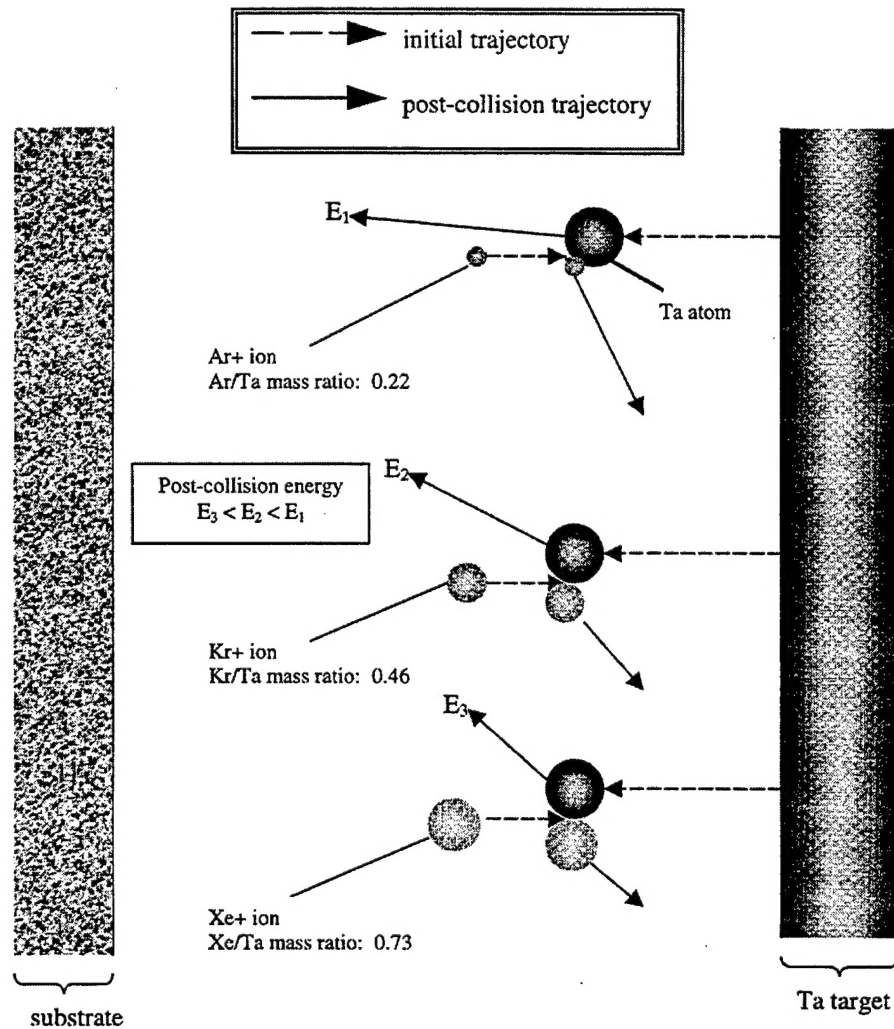 initial trajectory
post-collision trajectory
E₁
Ta atom
Ar+ ion
Ar/Ta mass ratio: 0.22
E₂
Post-collision energy
E₃ < E₂ < E₁
Kr+ ion
Kr/Ta mass ratio: 0.46
E₃
Xe+ ion
Xe/Ta mass ratio: 0.73
substrate
Ta target